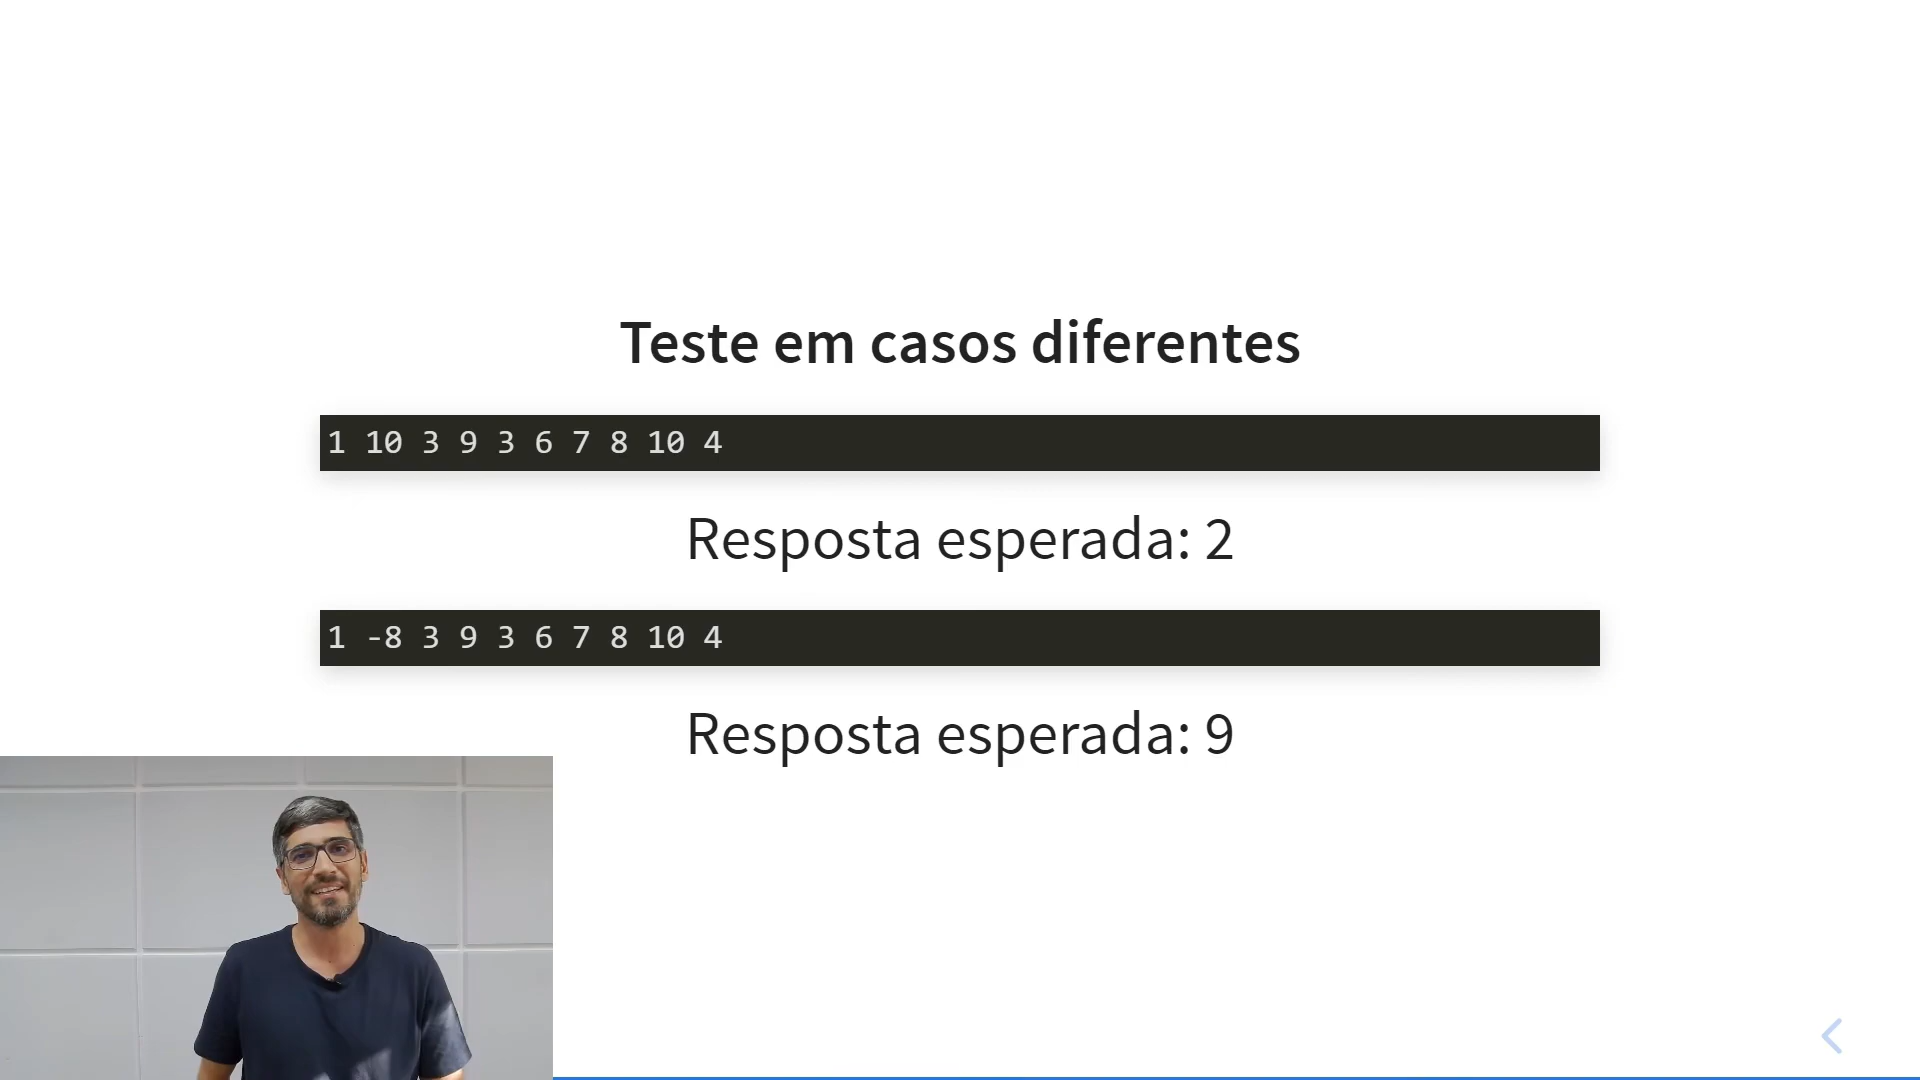 Teste em casos diferentes
1 10 3 9 3 6 7 8 10 4
Resposta esperada: 2
1 -8 3 9 3 6 7 8 10 4
Resposta esperada: 9